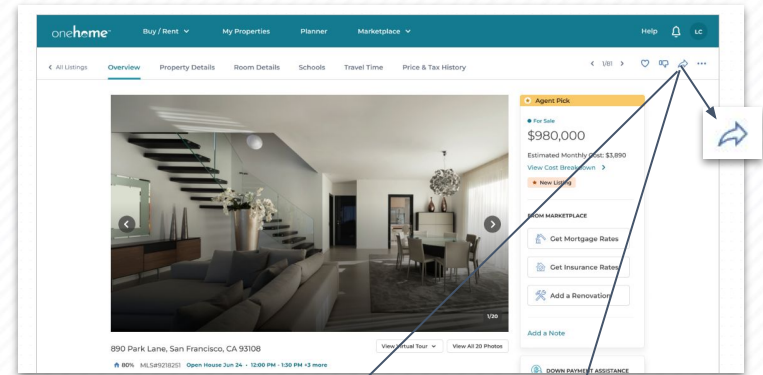 onehome™ Buy / Rent My Properties Planner Marketplace Help LC
All Listings Overview Property Details Room Details Schools Travel Time Price & Tax History 1/81
Agent Pick
For Sale
$980,000
Estimated Monthly Cost: $3,890
View Cost Breakdown
New Listing
FROM MARKETPLACE
Get Mortgage Rates
Get Insurance Rates
Add a Renovation
1/20
Add a Note
890 Park Lane, San Francisco, CA 93108
View Virtual Tour View All 20 Photos
80% MLS#9218251 Open House Jun 24 • 12:00 PM - 1:30 PM +3 more
DOWN PAYMENT ASSISTANCE